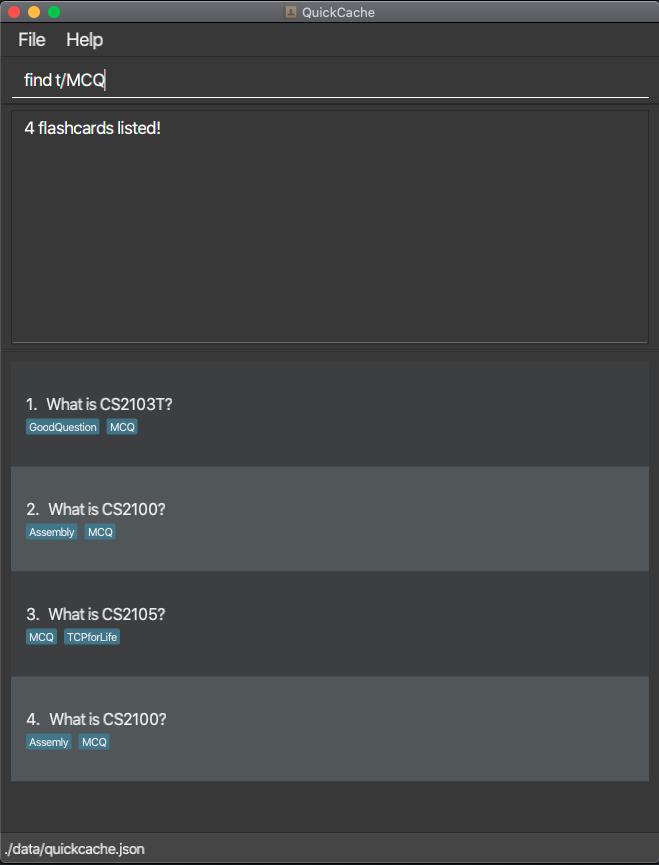 QuickCache
File Help
find t/MCQ
4 flashcards listed!
1. What is CS2103T?
GoodQuestion MCQ
2. What is CS2100?
Assembly MCQ
3. What is CS2105?
MCQ TCPforLife
4. What is CS2100?
Assemly MCQ
./data/quickcache.json